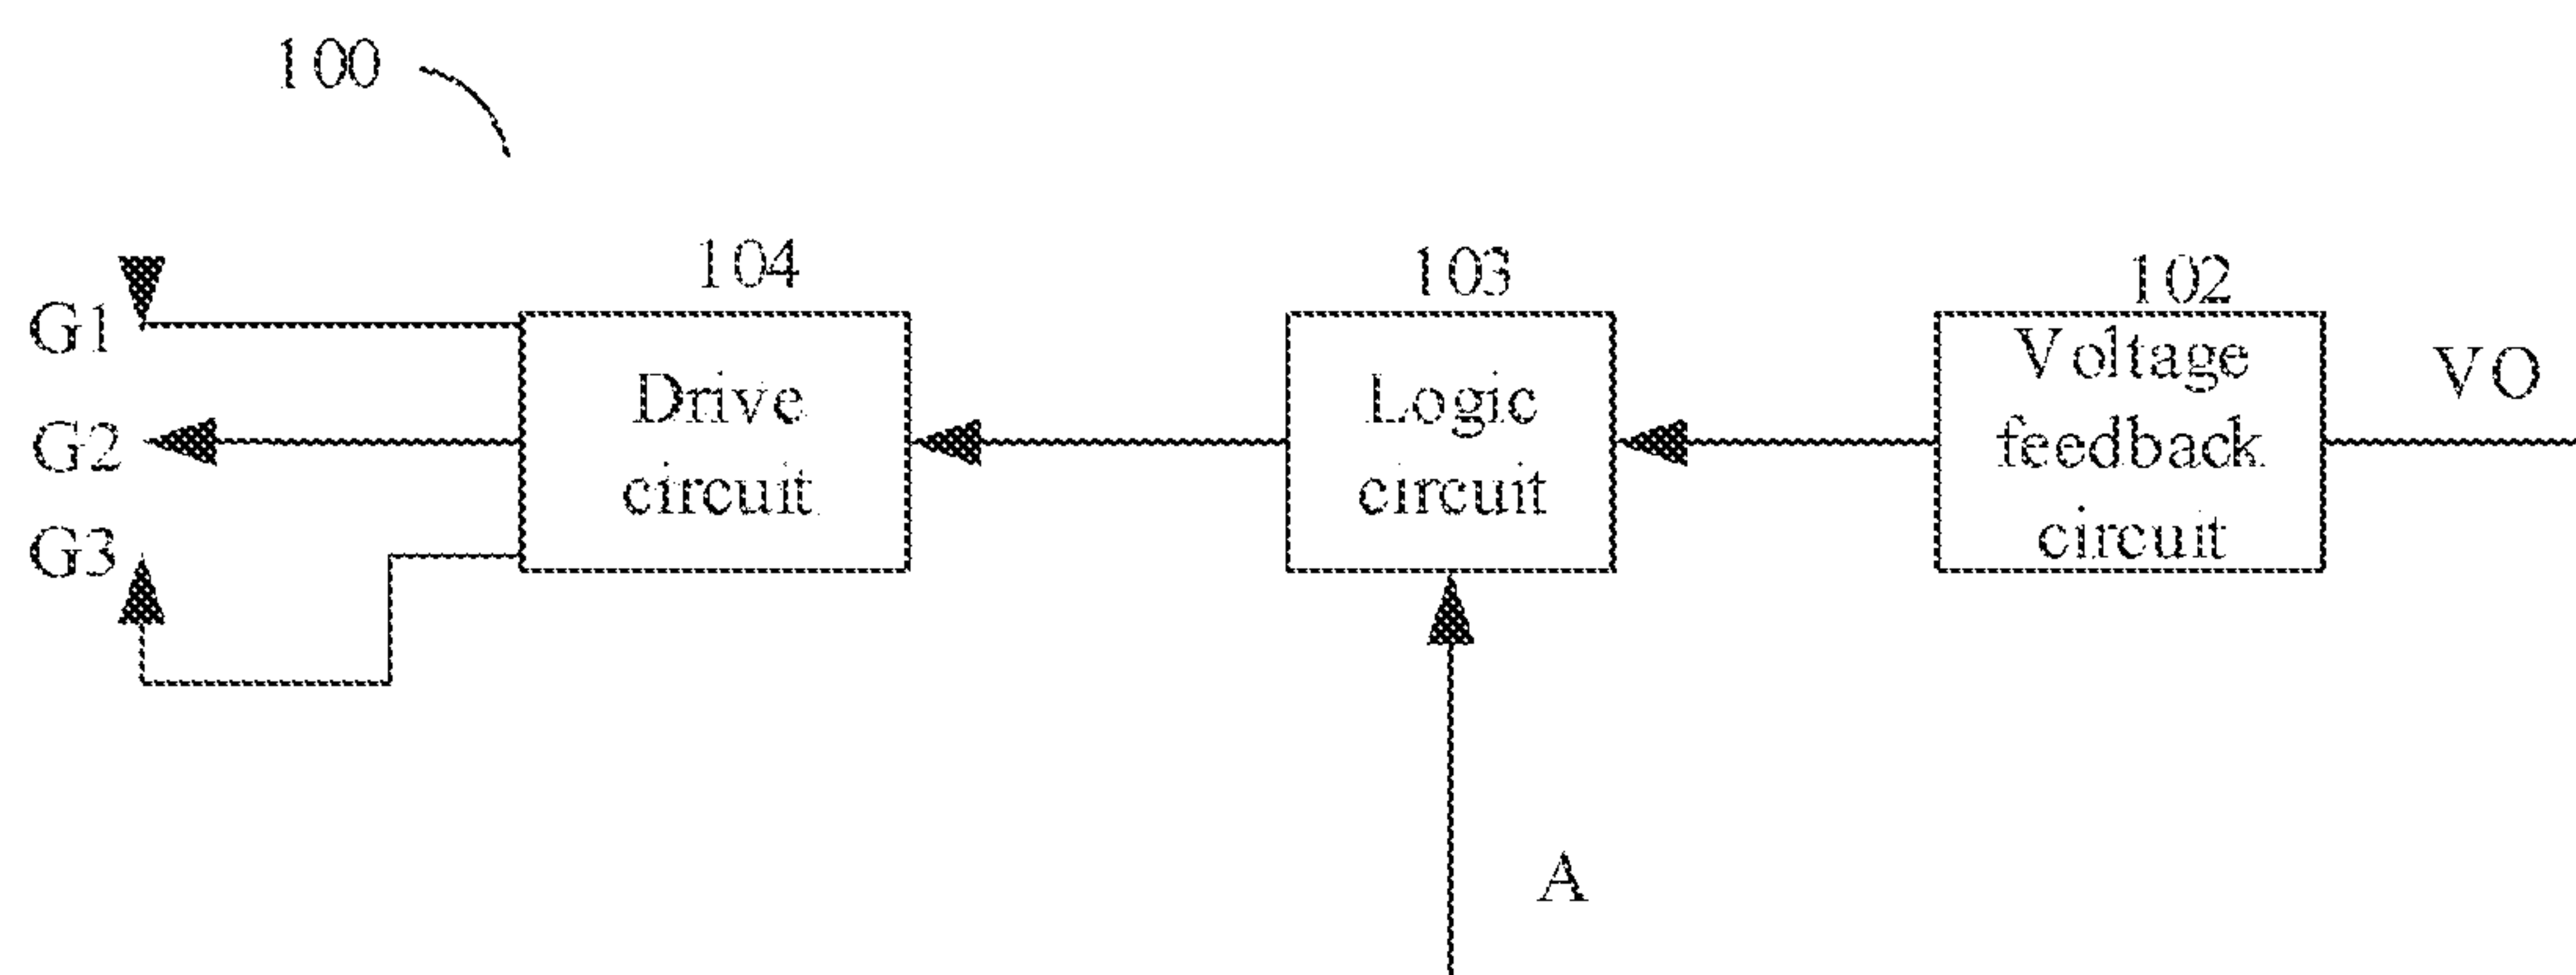 100
104
103
102
G1
G2
G3
Drive
circuit
Logic
circuit
Voltage
feedback
circuit
VO
A